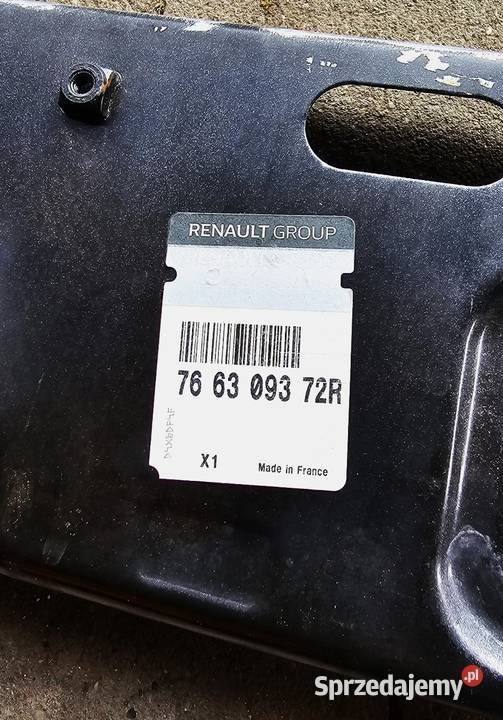 RENAULT GROUP
76 63 093 72R
X1
Made in France
Sprzedajemy.pl